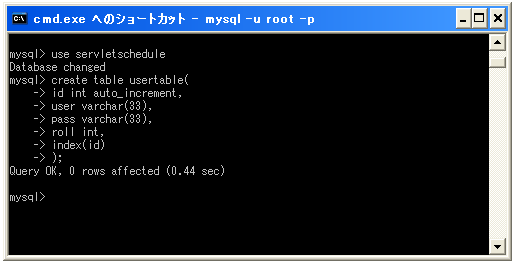 cmd.exe へのショートカット - mysql -u root -p
mysql> use servletschedule
Database changed
mysql> create table usertable(
    -> id int auto_increment,
    -> user varchar(33),
    -> pass varchar(33),
    -> roll int,
    -> index(id)
    -> );
Query OK, 0 rows affected (0.44 sec)
mysql>